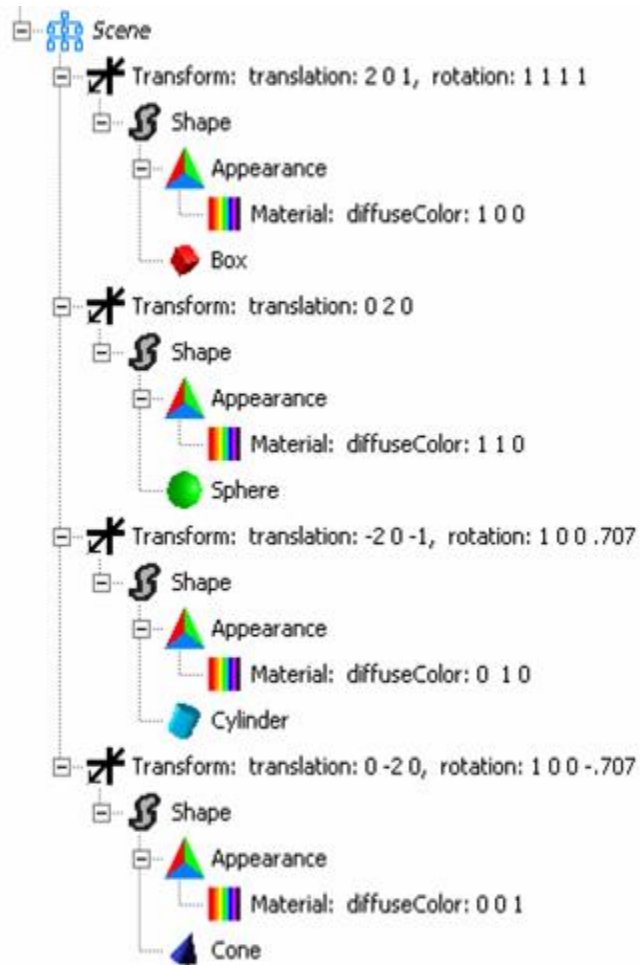 Scene
Transform: translation: 2 0 1, rotation: 1 1 1 1
Shape
Appearance
Material: diffuseColor: 1 0 0
Box
Transform: translation: 0 2 0
Shape
Appearance
Material: diffuseColor: 1 1 0
Sphere
Transform: translation: -2 0 -1, rotation: 1 0 0 .707
Shape
Appearance
Material: diffuseColor: 0 1 0
Cylinder
Transform: translation: 0 -2 0, rotation: 1 0 0 -.707
Shape
Appearance
Material: diffuseColor: 0 0 1
Cone